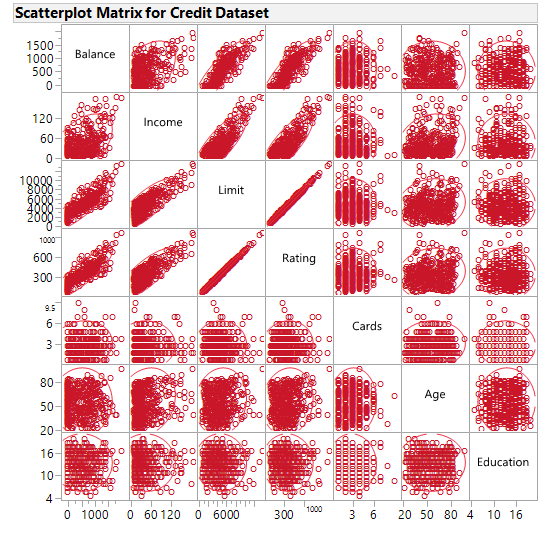 Scatterplot Matrix for Credit Dataset
1500
1000
500
0
Balance
120
60
0
Income
10000
8000
6000
4000
2000
0
Limit
1000
600
300
Rating
9.5
6
3
Cards
80
50
20
Age
16
10
4
Education
0 1000 0 60 120 0 6000 300 1000 3 6 20 50 80 4 10 16